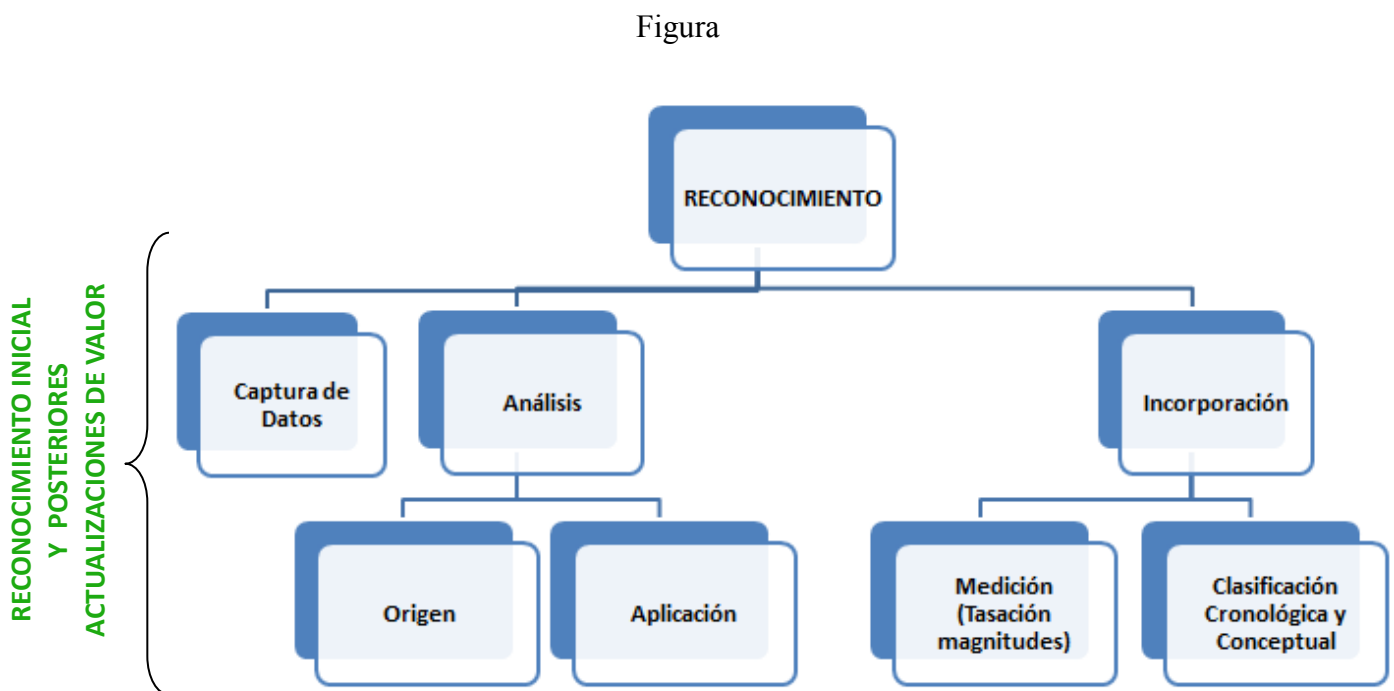 Figura
RECONOCIMIENTO
RECONOCIMIENTO INICIAL
Y POSTERIORES
ACTUALIZACIONES DE VALOR
Captura de
Datos
Análisis
Incorporación
Origen
Aplicación
Medición
(Tasación
magnitudes)
Clasificación
Cronológica y
Conceptual